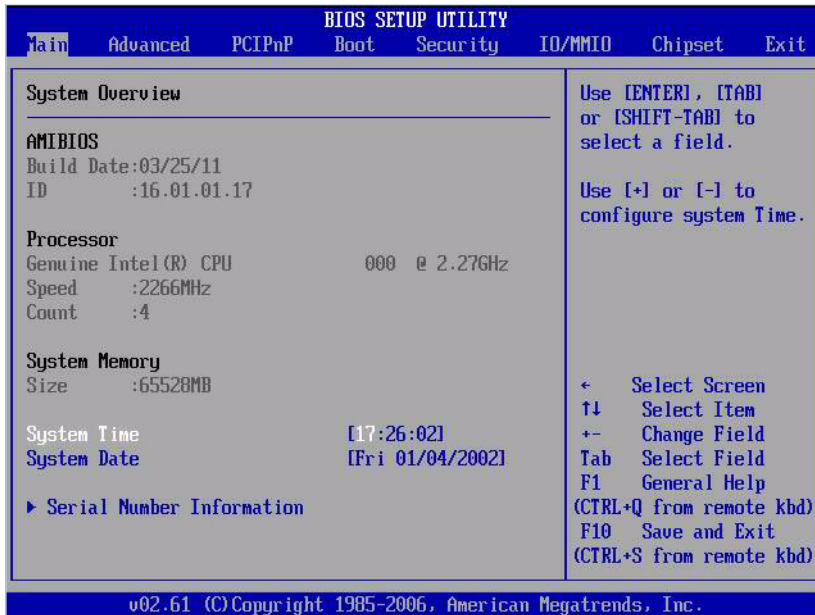 BIOS SETUP UTILITY
Main Advanced PCIPnP Boot Security IO/MMIO Chipset Exit
System Overview
AMIBIOS
Build Date:03/25/11
ID :16.01.01.17
Processor
Genuine Intel(R) CPU 000 @ 2.27GHz
Speed :2266MHz
Count :4
System Memory
Size :65528MB
System Time [17:26:02]
System Date [Fri 01/04/2002]
▶ Serial Number Information
Use [ENTER], [TAB]
or [SHIFT-TAB] to
select a field.
Use [+] or [-] to
configure system Time.
← Select Screen
↑↓ Select Item
+- Change Field
Tab Select Field
F1 General Help
(CTRL+Q from remote kbd)
F10 Save and Exit
(CTRL+S from remote kbd)
v02.61 (C)Copyright 1985-2006, American Megatrends, Inc.